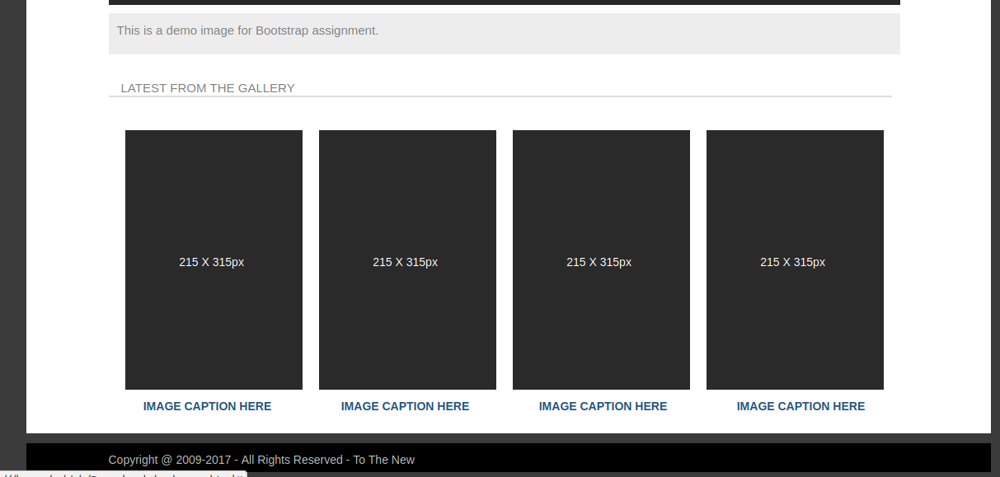 This is a demo image for Bootstrap assignment.
LATEST FROM THE GALLERY
215 X 315px
215 X 315px
215 X 315px
215 X 315px
IMAGE CAPTION HERE
IMAGE CAPTION HERE
IMAGE CAPTION HERE
IMAGE CAPTION HERE
Copyright @ 2009-2017 - All Rights Reserved - To The New